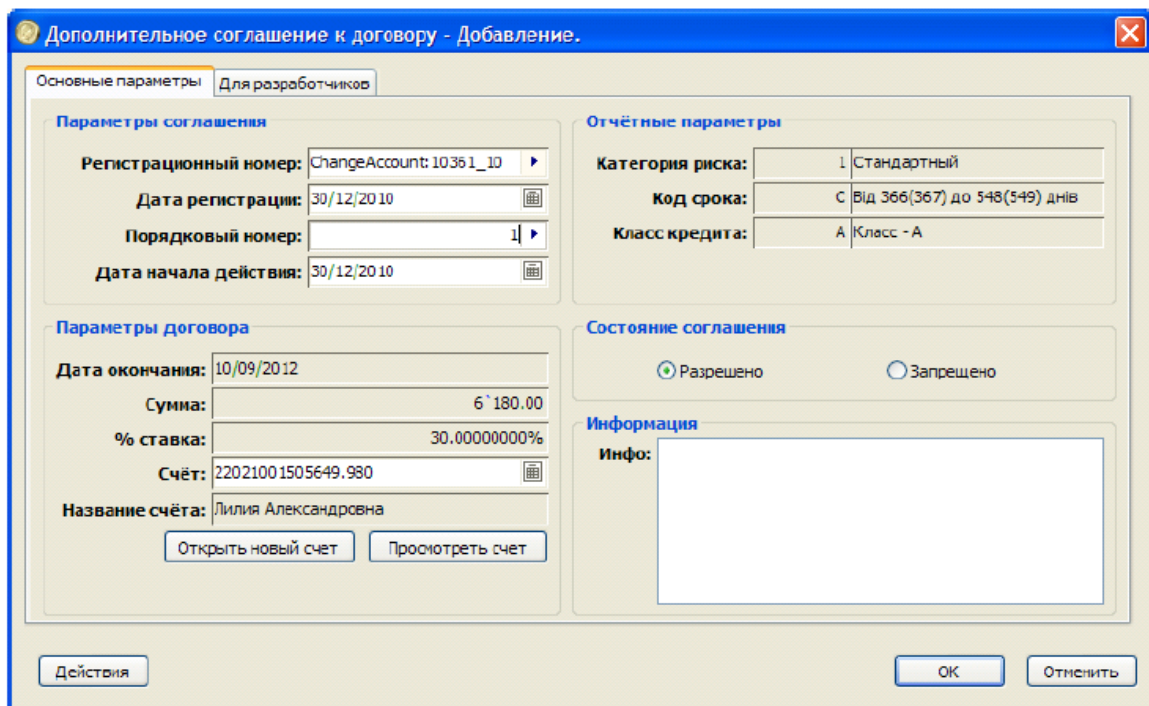 Дополнительное соглашение к договору - Добавление.
Основные параметры
Для разработчиков
Параметры соглашения
Регистрационный номер: ChangeAccount:10361_10
Дата регистрации: 30/12/2010
Порядковый номер: 1
Дата начала действия: 30/12/2010
Отчётные параметры
Категория риска: 1 Стандартный
Код срока: C Від 366(367) до 548(549) днів
Класс кредита: А Класс - А
Параметры договора
Дата окончания: 10/09/2012
Сумма: 6`180.00
% ставка: 30.00000000%
Счёт: 22021001505649.980
Название счёта: Лилия Александровна
Открыть новый счет
Просмотреть счет
Состояние соглашения
Разрешено
Запрещено
Информация
Инфо:
Действия
ОК
Отменить